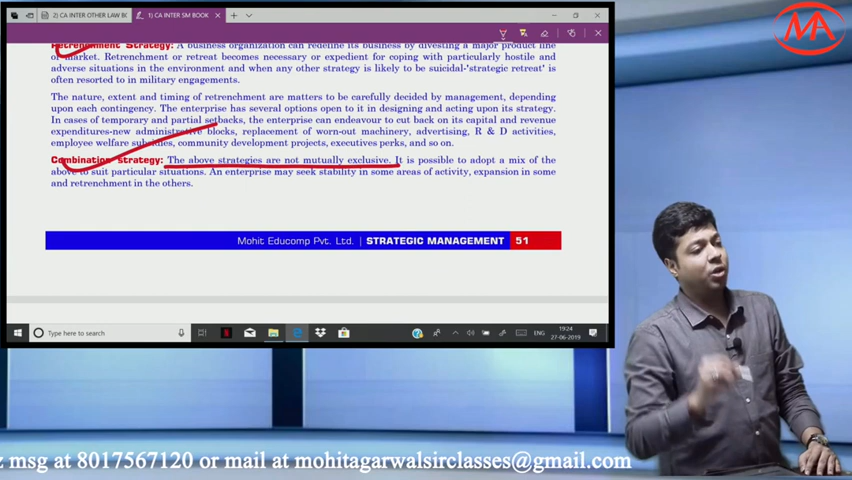 2) CA INTER OTHER LAW BO
1) CA INTER SM BOOK
MA
Retrenchment Strategy: A business organization can redefine its business by divesting a major product line
or market. Retrenchment or retreat becomes necessary or expedient for coping with particularly hostile and
adverse situations in the environment and when any other strategy is likely to be suicidal-'strategic retreat' is
often resorted to in military engagements.
The nature, extent and timing of retrenchment are matters to be carefully decided by management, depending
upon each contingency. The enterprise has several options open to it in designing and acting upon its strategy.
In cases of temporary and partial setbacks, the enterprise can endeavour to cut back on its capital and revenue
expenditures-new administrative blocks, replacement of worn-out machinery, advertising, R & D activities,
employee welfare subsidies, community development projects, executives perks, and so on.
Combination Strategy: The above strategies are not mutually exclusive. It is possible to adopt a mix of the
above to suit particular situations. An enterprise may seek stability in some areas of activity, expansion in some
and retrenchment in the others.
Mohit Educomp Pvt. Ltd. | STRATEGIC MANAGEMENT 51
Type here to search
ENG
19:24
27-06-2019
z msg at 8017567120 or mail at mohitagarwalsirclasses@gmail.com